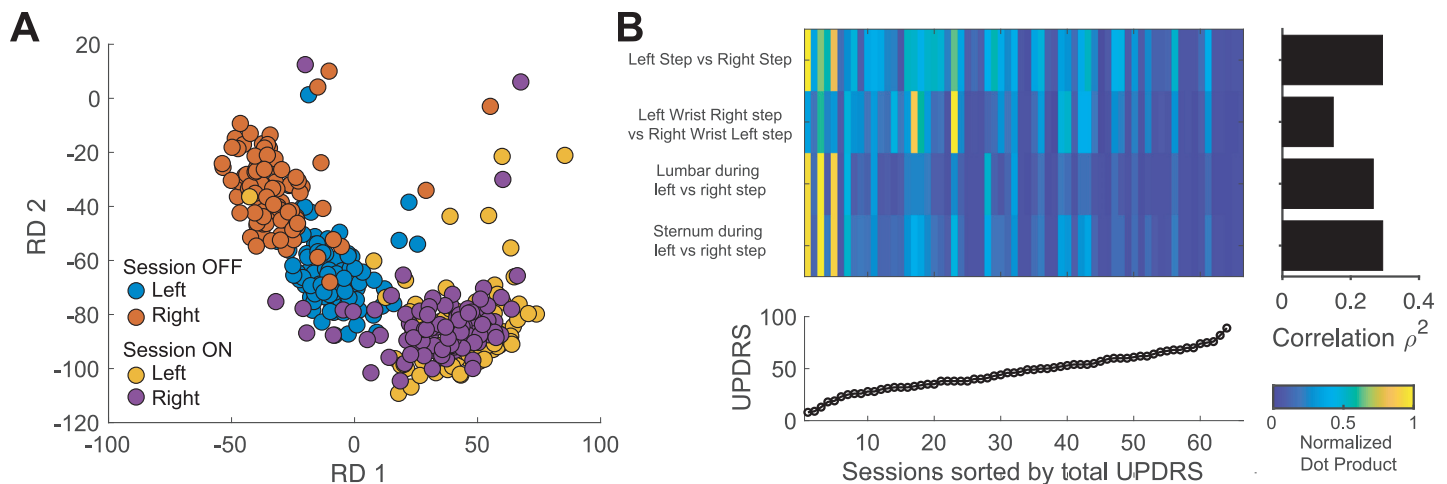 A
20
0
-20
-40
-60
-80
-100
-120
RD 2
Session OFF
Left
Right
Session ON
Left
Right
-100
-50
0
50
100
RD 1
B
Left Step vs Right Step
Left Wrist Right step
vs Right Wrist Left step
Lumbar during
left vs right step
Sternum during
left vs right step
0
0.2
0.4
Correlation ρ²
100
50
0
UPDRS
10
20
30
40
50
60
Sessions sorted by total UPDRS
0
0.5
1
Normalized
Dot Product